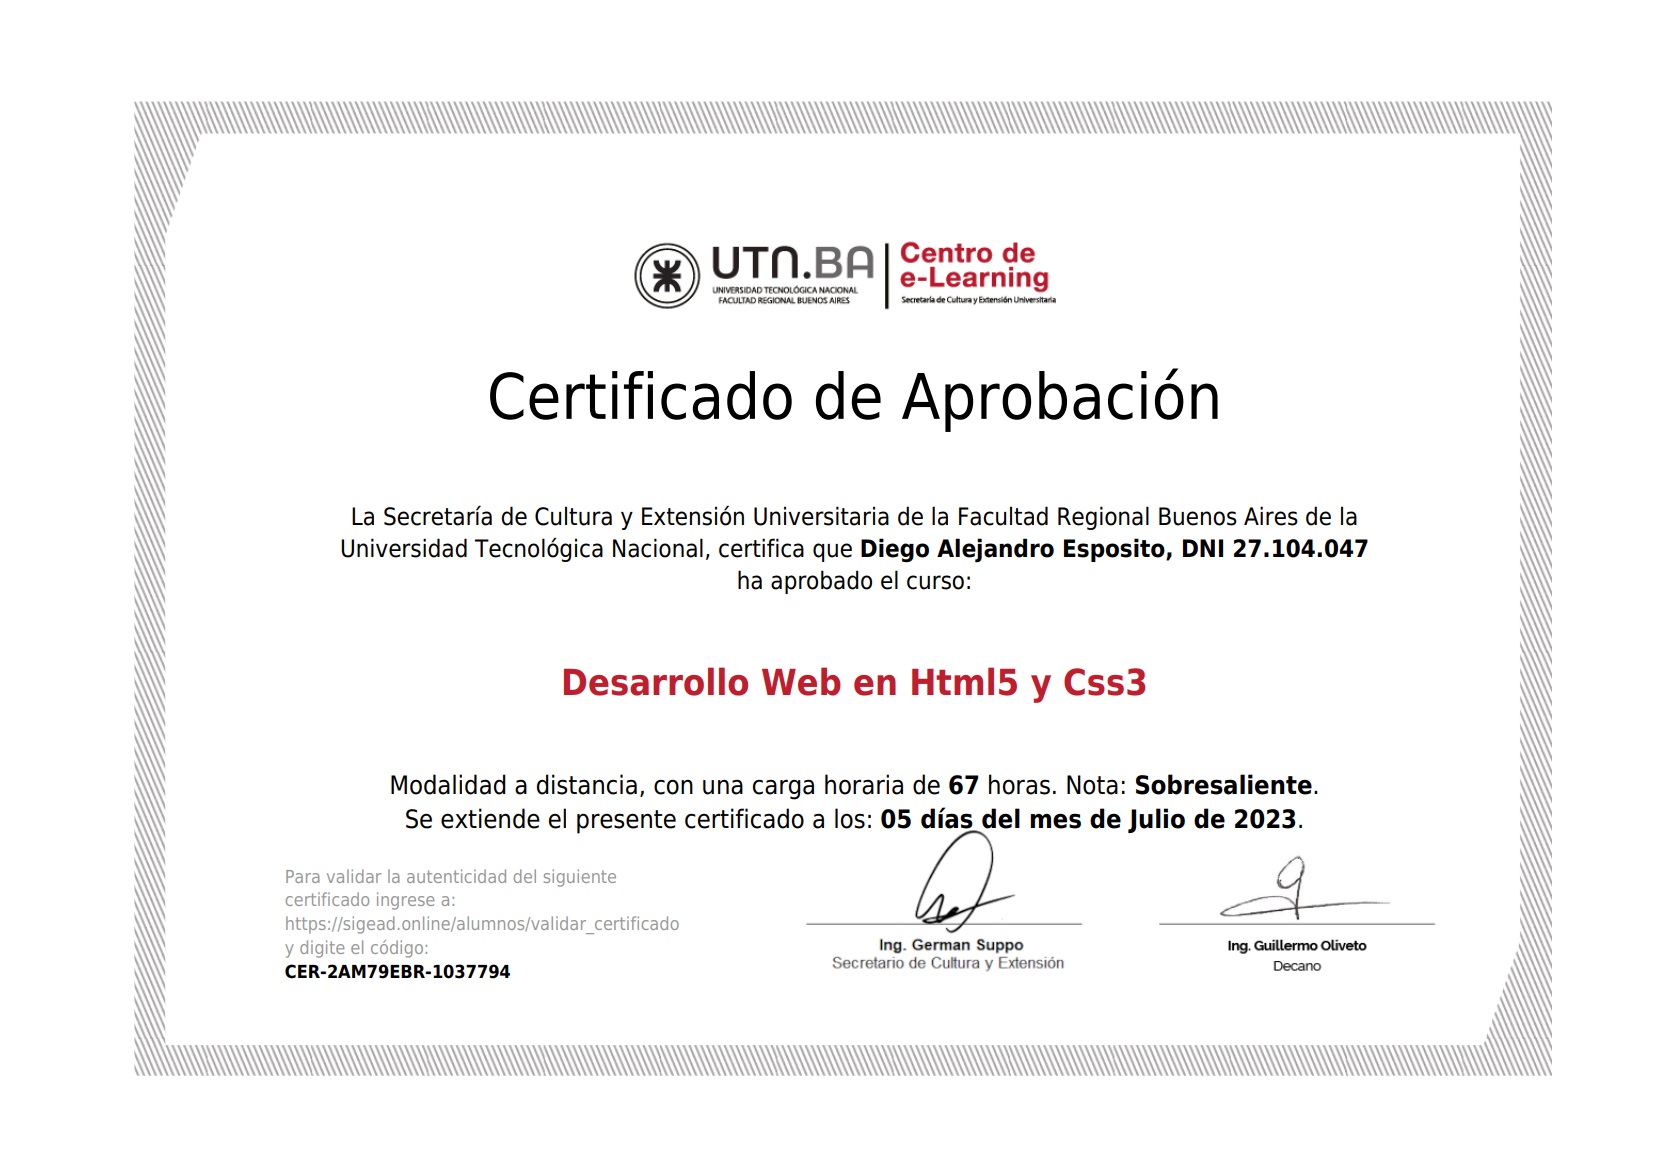 UTN.BA
UNIVERSIDAD TECNOLÓGICA NACIONAL
FACULTAD REGIONAL BUENOS AIRES
Centro de
e-Learning
Secretaría de Cultura y Extensión Universitaria
Certificado de Aprobación
La Secretaría de Cultura y Extensión Universitaria de la Facultad Regional Buenos Aires de la
Universidad Tecnológica Nacional, certifica que Diego Alejandro Esposito, DNI 27.104.047
ha aprobado el curso:
Desarrollo Web en Html5 y Css3
Modalidad a distancia, con una carga horaria de 67 horas. Nota: Sobresaliente.
Se extiende el presente certificado a los: 05 días del mes de Julio de 2023.
Para validar la autenticidad del siguiente
certificado ingrese a:
https://sigead.online/alumnos/validar_certificado
y digite el código:
CER-2AM79EBR-1037794
Ing. German Suppo
Secretario de Cultura y Extensión
Ing. Guillermo Oliveto
Decano